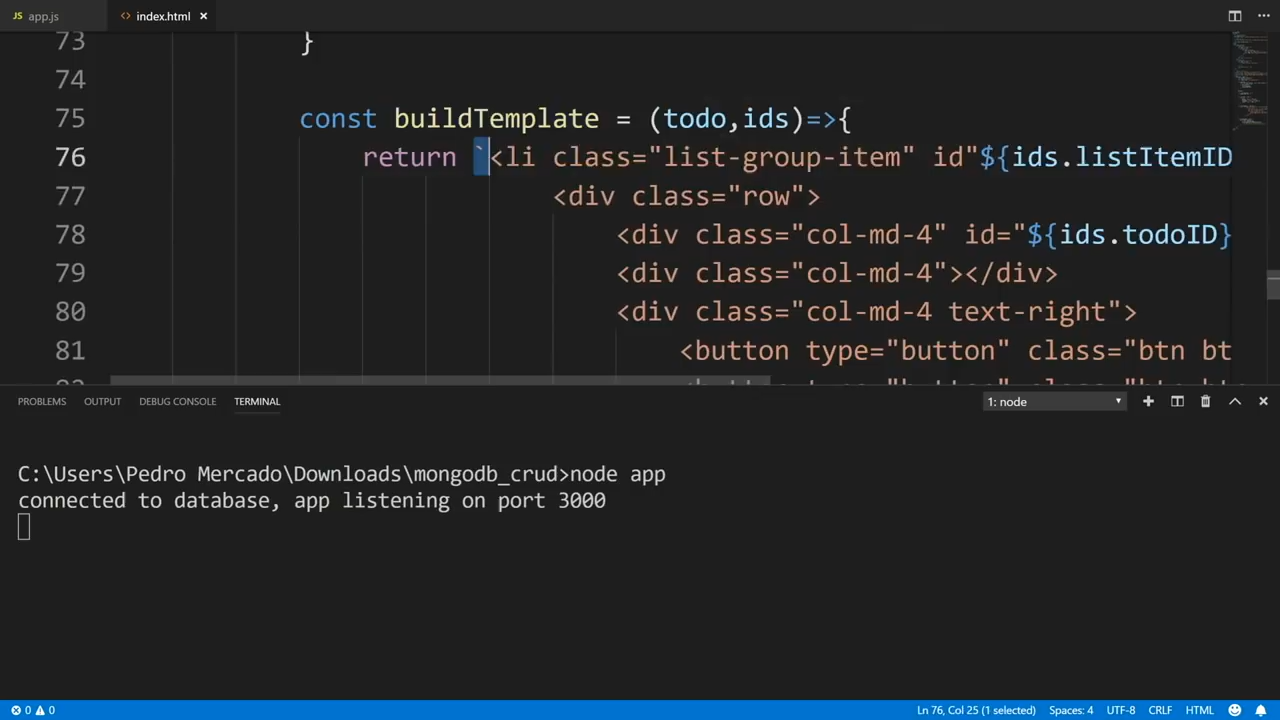 JS app.js <> index.html × ...
73 }
74
75 const buildTemplate = (todo,ids)=>{
76 return `<li class="list-group-item" id"${ids.listItemID
77 <div class="row">
78 <div class="col-md-4" id="${ids.todoID}
79 <div class="col-md-4"></div>
80 <div class="col-md-4 text-right">
81 <button type="button" class="btn bt
PROBLEMS OUTPUT DEBUG CONSOLE TERMINAL 1: node
C:\Users\Pedro Mercado\Downloads\mongodb_crud>node app
connected to database, app listening on port 3000
0 0 Ln 76, Col 25 (1 selected) Spaces: 4 UTF-8 CRLF HTML